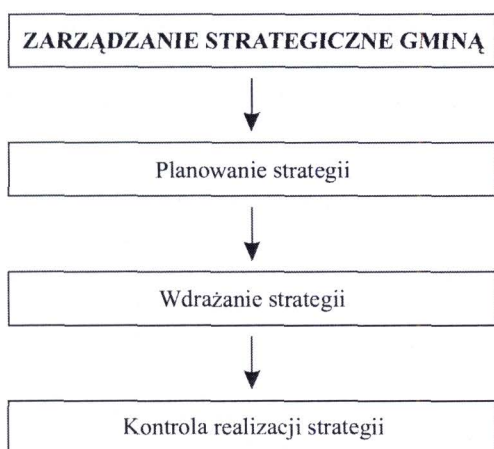 ZARZĄDZANIE STRATEGICZNE GMINĄ
Planowanie strategii
Wdrażanie strategii
Kontrola realizacji strategii